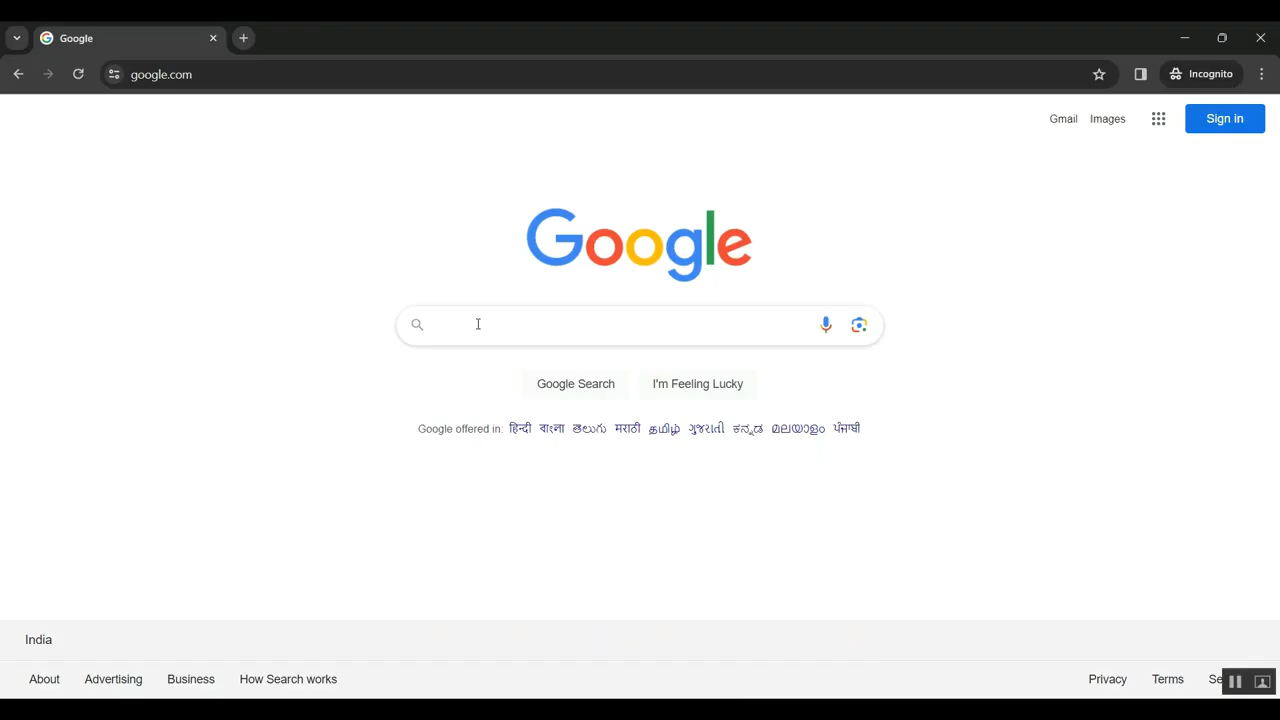 Google
google.com
Incognito
Gmail Images Sign in
Google
Google Search I'm Feeling Lucky
Google offered in: हिन्दी বাংলা తెలుగు मराठी தமிழ் ગુજરાતી ಕನ್ನಡ മലയാളം ਪੰਜਾਬੀ
India
About Advertising Business How Search works Privacy Terms